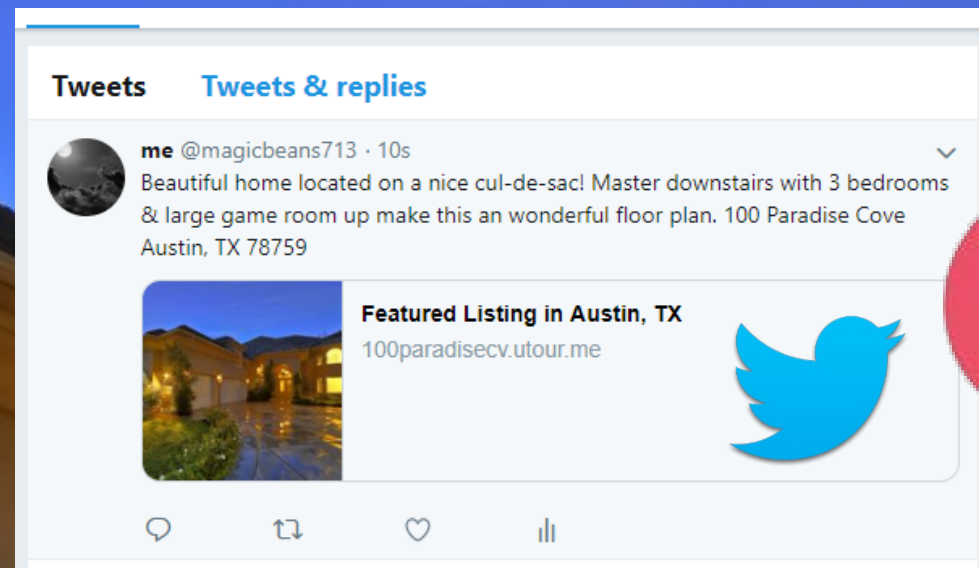 Tweets Tweets & replies
me @magicbeans713 · 10s
Beautiful home located on a nice cul-de-sac! Master downstairs with 3 bedrooms
& large game room up make this an wonderful floor plan. 100 Paradise Cove
Austin, TX 78759
Featured Listing in Austin, TX
100paradisecv.utour.me